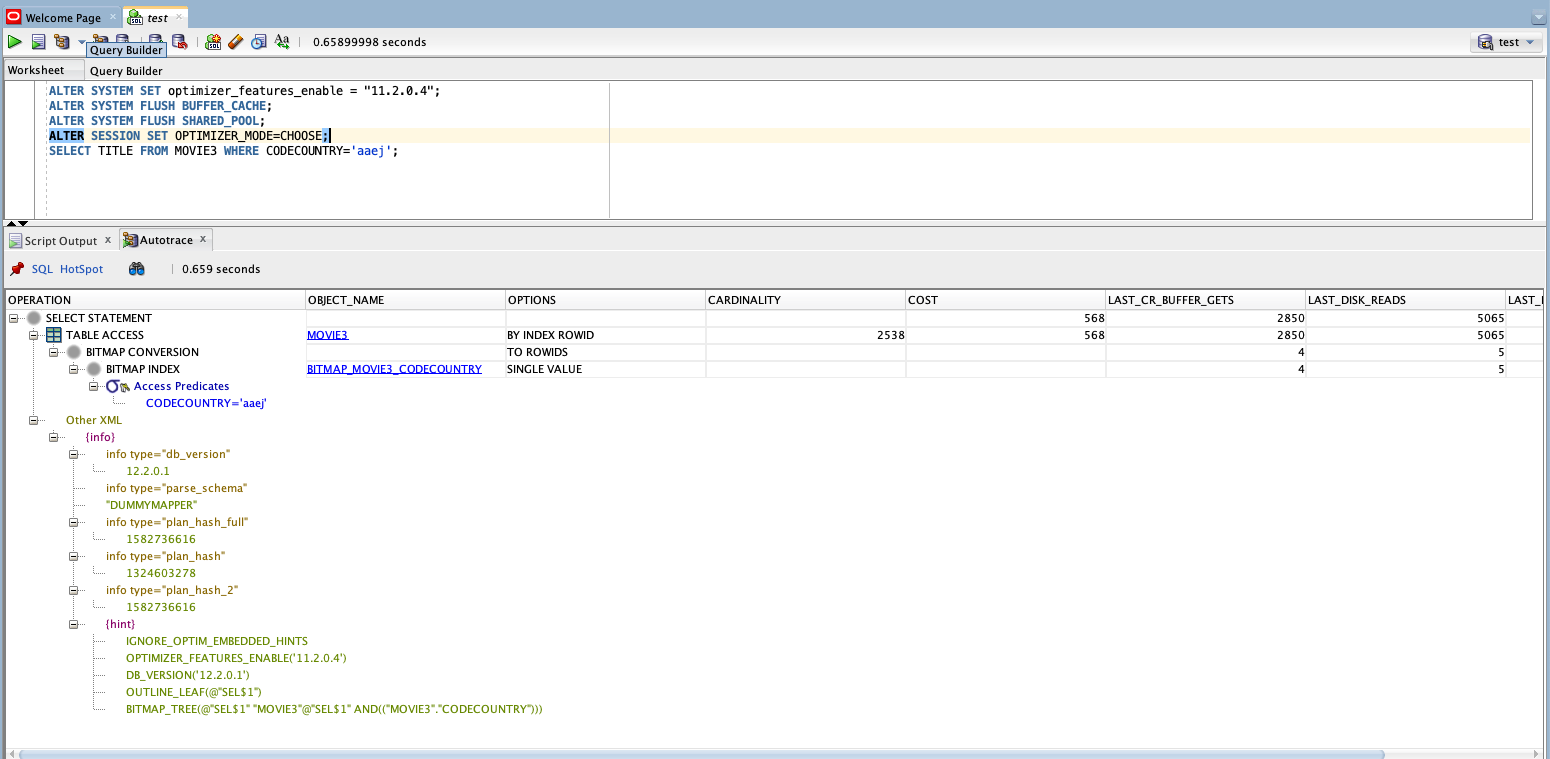 Welcome Page
test
0.65899998 seconds
test
Query Builder
Worksheet
Query Builder
ALTER SYSTEM SET optimizer_features_enable = "11.2.0.4";
ALTER SYSTEM FLUSH BUFFER_CACHE;
ALTER SYSTEM FLUSH SHARED_POOL;
ALTER SESSION SET OPTIMIZER_MODE=CHOOSE;
SELECT TITLE FROM MOVIE3 WHERE CODECOUNTRY='aaej';
Script Output x
Autotrace x
SQL HotSpot
0.659 seconds
OPERATION OBJECT_NAME OPTIONS CARDINALITY COST LAST_CR_BUFFER_GETS LAST_DISK_READS
SELECT STATEMENT 568 2850 5065
TABLE ACCESS MOVIE3 BY INDEX ROWID 2538 568 2850 5065
BITMAP CONVERSION TO ROWIDS 4 5
BITMAP INDEX BITMAP_MOVIE3_CODECOUNTRY SINGLE VALUE 4 5
Access Predicates
CODECOUNTRY='aaej'
Other XML
{info}
info type="db_version"
12.2.0.1
info type="parse_schema"
"DUMMYMAPPER"
info type="plan_hash_full"
1582736616
info type="plan_hash"
1324603278
info type="plan_hash_2"
1582736616
{hint}
IGNORE_OPTIM_EMBEDDED_HINTS
OPTIMIZER_FEATURES_ENABLE('11.2.0.4')
DB_VERSION('12.2.0.1')
OUTLINE_LEAF(@"SEL$1")
BITMAP_TREE(@"SEL$1" "MOVIE3"@"SEL$1" AND(("MOVIE3"."CODECOUNTRY")))